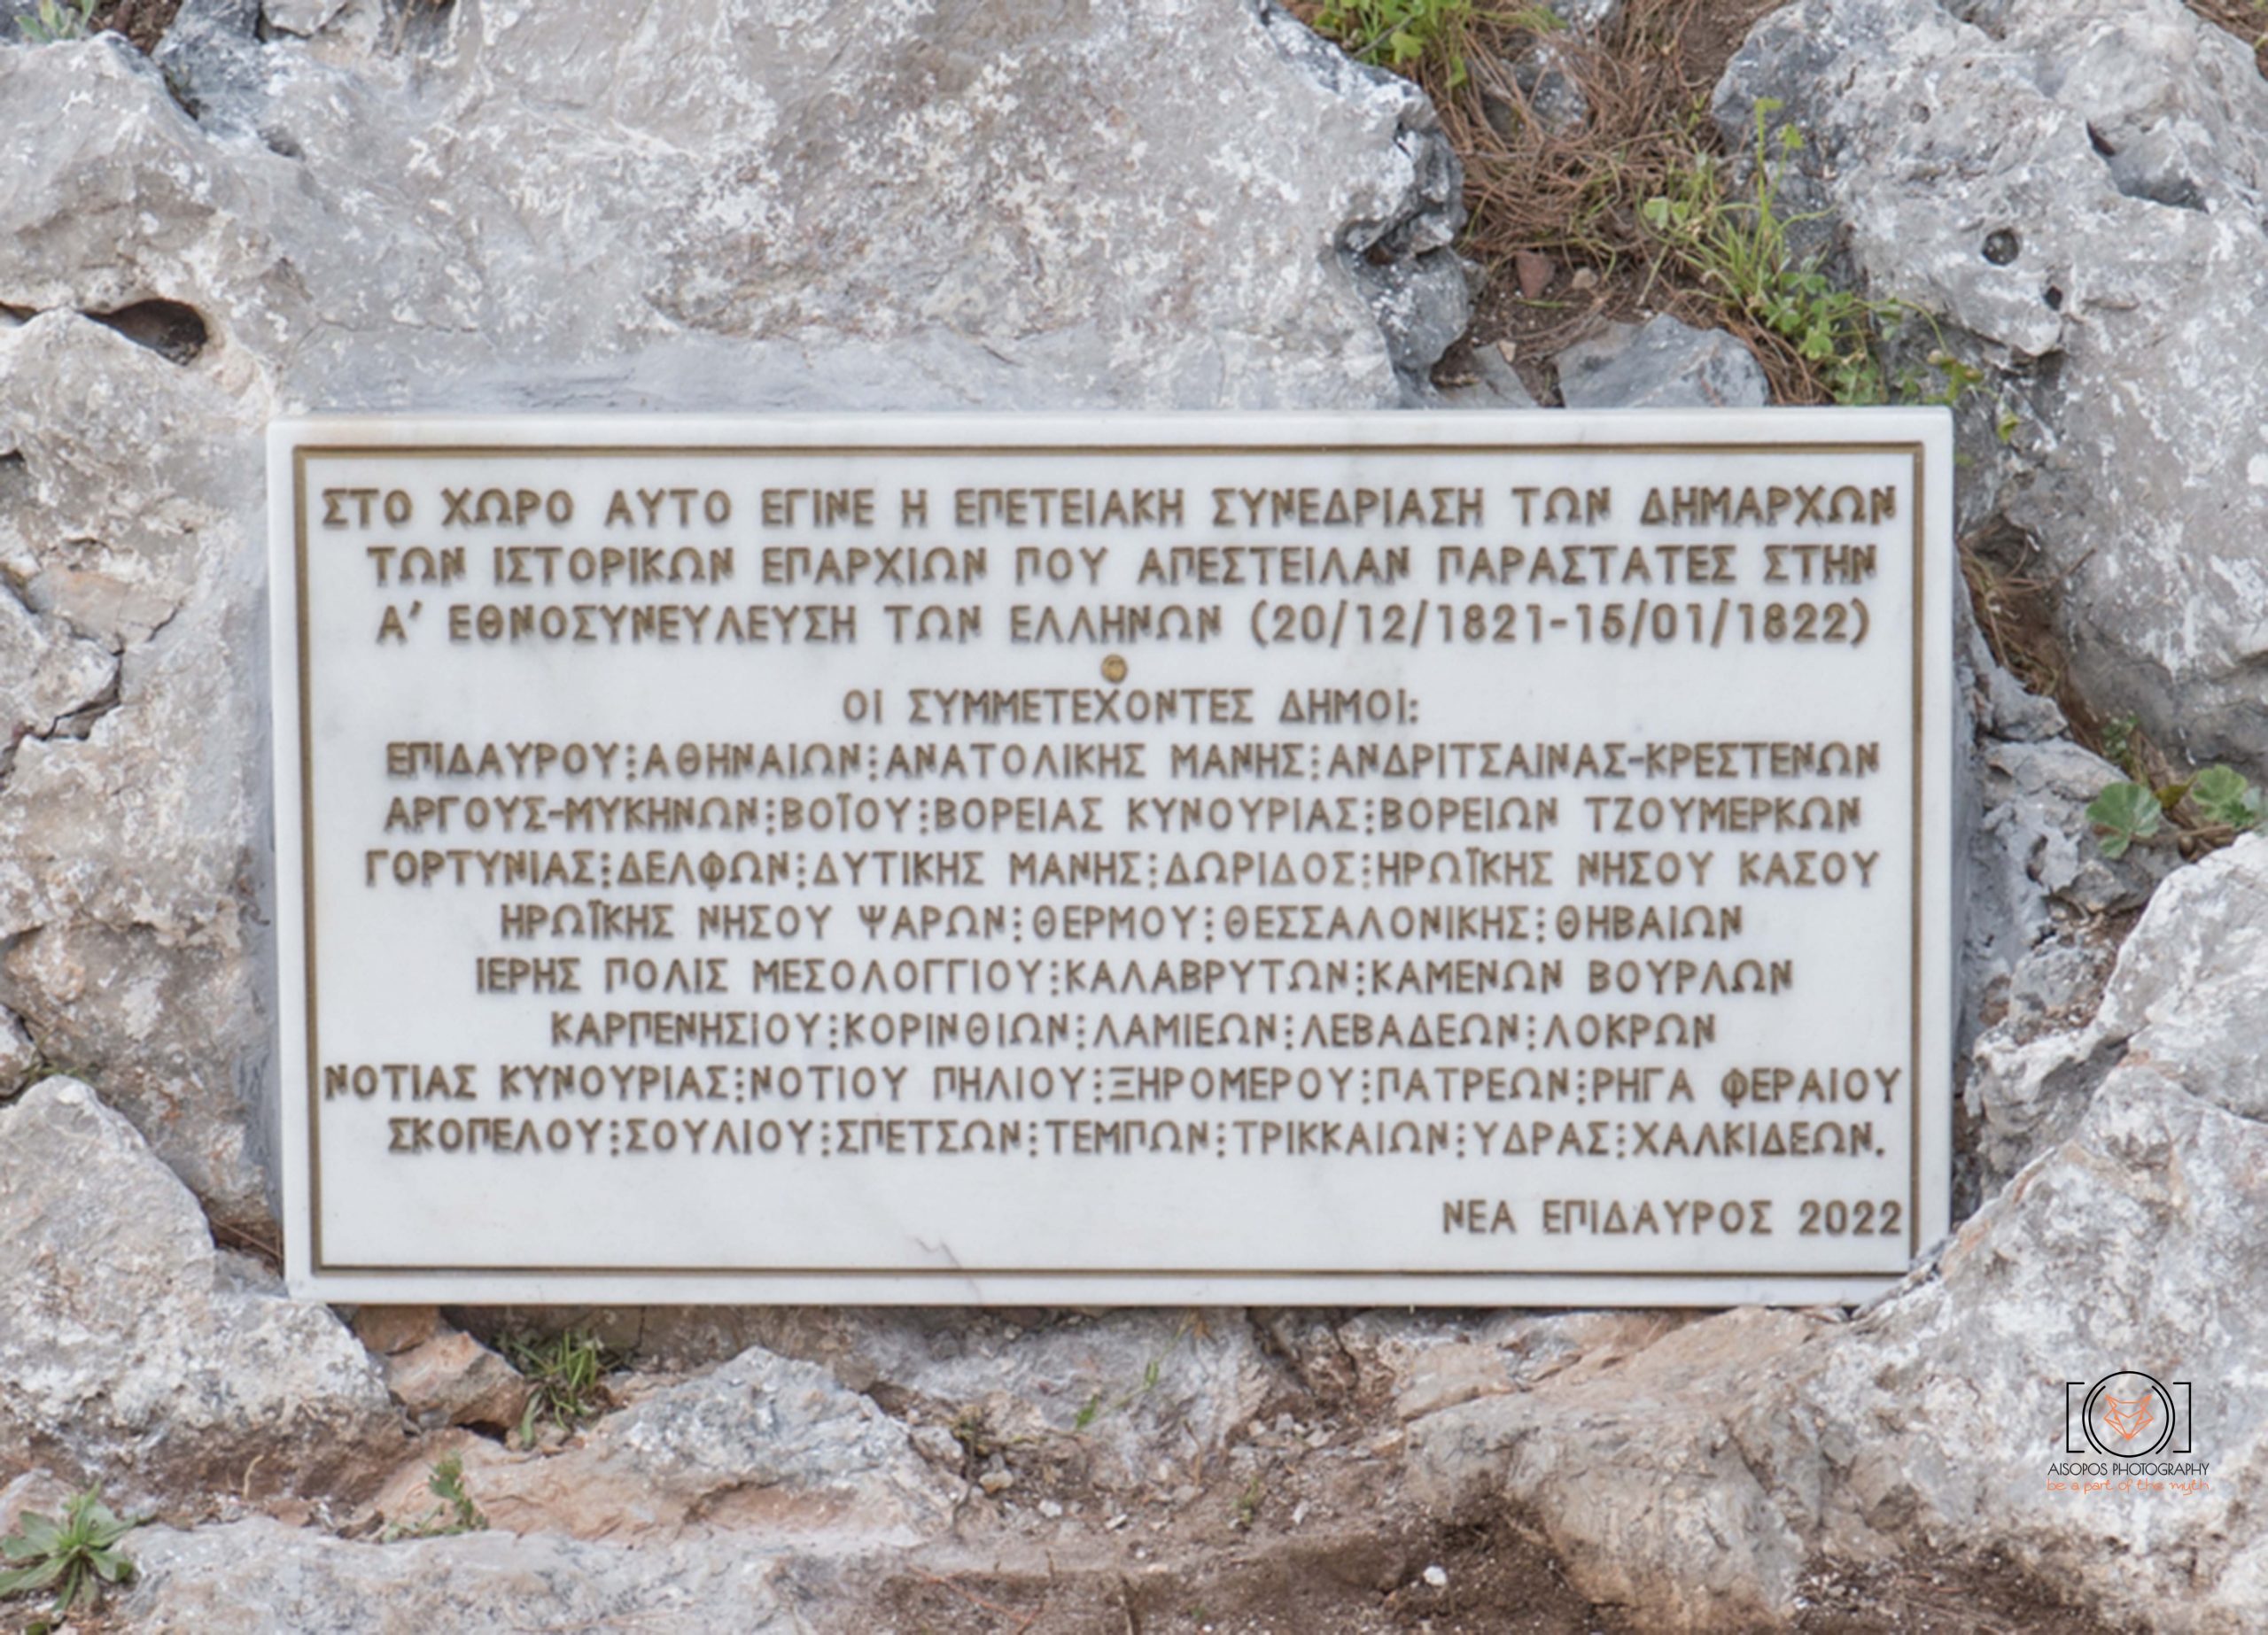 ΣΤΟ ΧΩΡΟ ΑΥΤΟ ΕΓΙΝΕ Η ΕΠΕΤΕΙΑΚΗ ΣΥΝΕΔΡΙΑΣΗ ΤΩΝ ΔΗΜΑΡΧΩΝ
ΤΩΝ ΙΣΤΟΡΙΚΩΝ ΕΠΑΡΧΙΩΝ ΠΟΥ ΑΠΕΣΤΕΙΛΑΝ ΠΑΡΑΣΤΑΤΕΣ ΣΤΗΝ
Α' ΕΘΝΟΣΥΝΕΥΛΕΥΣΗ ΤΩΝ ΕΛΛΗΝΩΝ (20/12/1821-15/01/1822)
ΟΙ ΣΥΜΜΕΤΕΧΟΝΤΕΣ ΔΗΜΟΙ:
ΕΠΙΔΑΥΡΟΥ⁝ΑΘΗΝΑΙΩΝ⁝ΑΝΑΤΟΛΙΚΗΣ ΜΑΝΗΣ⁝ΑΝΔΡΙΤΣΑΙΝΑΣ-ΚΡΕΣΤΕΝΩΝ
ΑΡΓΟΥΣ-ΜΥΚΗΝΩΝ⁝ΒΟΪΟΥ⁝ΒΟΡΕΙΑΣ ΚΥΝΟΥΡΙΑΣ⁝ΒΟΡΕΙΩΝ ΤΖΟΥΜΕΡΚΩΝ
ΓΟΡΤΥΝΙΑΣ⁝ΔΕΛΦΩΝ⁝ΔΥΤΙΚΗΣ ΜΑΝΗΣ⁝ΔΩΡΙΔΟΣ⁝ΗΡΩΪΚΗΣ ΝΗΣΟΥ ΚΑΣΟΥ
ΗΡΩΪΚΗΣ ΝΗΣΟΥ ΨΑΡΩΝ⁝ΘΕΡΜΟΥ⁝ΘΕΣΣΑΛΟΝΙΚΗΣ⁝ΘΗΒΑΙΩΝ
ΙΕΡΗΣ ΠΟΛΙΣ ΜΕΣΟΛΟΓΓΙΟΥ⁝ΚΑΛΑΒΡΥΤΩΝ⁝ΚΑΜΕΝΩΝ ΒΟΥΡΛΩΝ
ΚΑΡΠΕΝΗΣΙΟΥ⁝ΚΟΡΙΝΘΙΩΝ⁝ΛΑΜΙΕΩΝ⁝ΛΕΒΑΔΕΩΝ⁝ΛΟΚΡΩΝ
ΝΟΤΙΑΣ ΚΥΝΟΥΡΙΑΣ⁝ΝΟΤΙΟΥ ΠΗΛΙΟΥ⁝ΞΗΡΟΜΕΡΟΥ⁝ΠΑΤΡΕΩΝ⁝ΡΗΓΑ ΦΕΡΑΙΟΥ
ΣΚΟΠΕΛΟΥ⁝ΣΟΥΛΙΟΥ⁝ΣΠΕΤΣΩΝ⁝ΤΕΜΠΩΝ⁝ΤΡΙΚΚΑΙΩΝ⁝ΥΔΡΑΣ⁝ΧΑΛΚΙΔΕΩΝ.
ΝΕΑ ΕΠΙΔΑΥΡΟΣ 2022
AISOPOS PHOTOGRAPHY
be a part of the myth